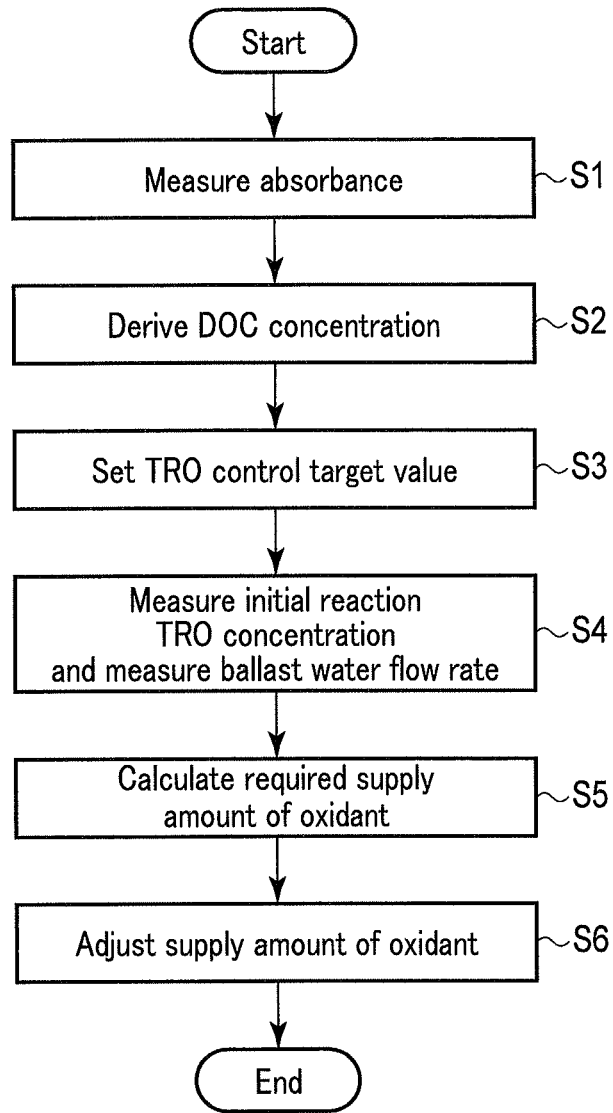 Start
Measure absorbance
S1
Derive DOC concentration
S2
Set TRO control target value
S3
Measure initial reaction
TRO concentration
and measure ballast water flow rate
S4
Calculate required supply
amount of oxidant
S5
Adjust supply amount of oxidant
S6
End